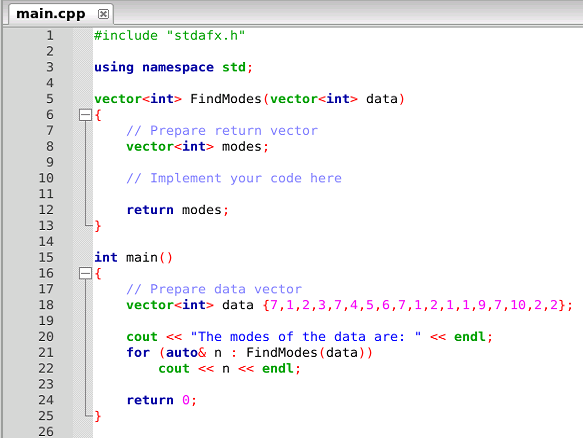 main.cpp
1 #include "stdafx.h"
2
3 using namespace std;
4
5 vector<int> FindModes(vector<int> data)
6 {
7 // Prepare return vector
8 vector<int> modes;
9
10 // Implement your code here
11
12 return modes;
13 }
14
15 int main()
16 {
17 // Prepare data vector
18 vector<int> data {7,1,2,3,7,4,5,6,7,1,2,1,1,9,7,10,2,2};
19
20 cout << "The modes of the data are: " << endl;
21 for (auto& n : FindModes(data))
22 cout << n << endl;
23
24 return 0;
25 }
26